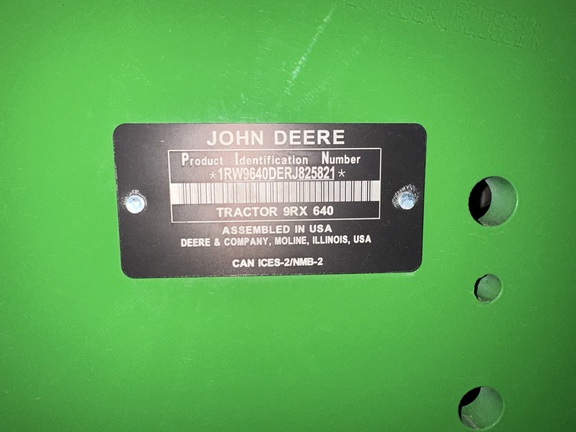 JOHN DEERE
Product Identification Number
*1RW9640DERJ825821*
TRACTOR 9RX 640
ASSEMBLED IN USA
DEERE & COMPANY, MOLINE, ILLINOIS, USA
CAN ICES-2/NMB-2